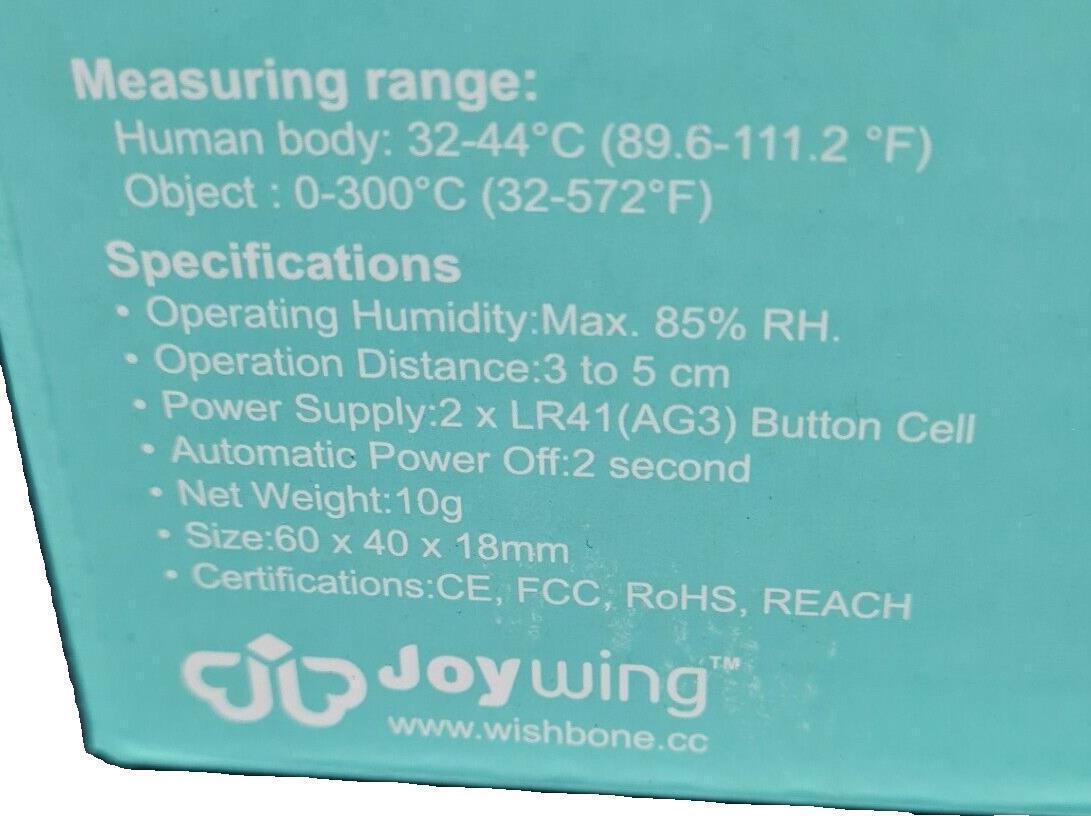 Measuring range:
Human body: 32-44°C (89.6-111.2 °F)
Object : 0-300°C (32-572°F)
Specifications
• Operating Humidity:Max. 85% RH.
• Operation Distance:3 to 5 cm
• Power Supply:2 x LR41(AG3) Button Cell
• Automatic Power Off:2 second
• Net Weight:10g
• Size:60 x 40 x 18mm
• Certifications:CE, FCC, RoHS, REACH
Joywing™
www.wishbone.cc